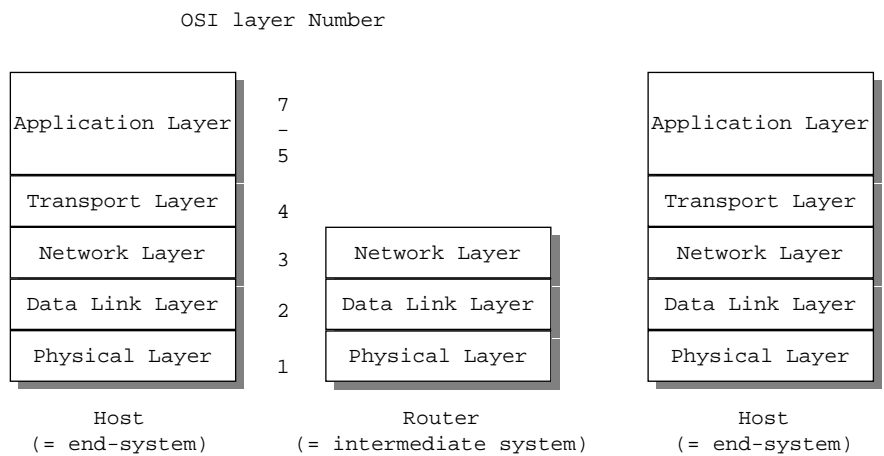 OSI layer Number
Application Layer
Transport Layer
Network Layer
Data Link Layer
Physical Layer
Host
(= end-system)
7
-
5
4
3
2
1
Network Layer
Data Link Layer
Physical Layer
Router
(= intermediate system)
Application Layer
Transport Layer
Network Layer
Data Link Layer
Physical Layer
Host
(= end-system)